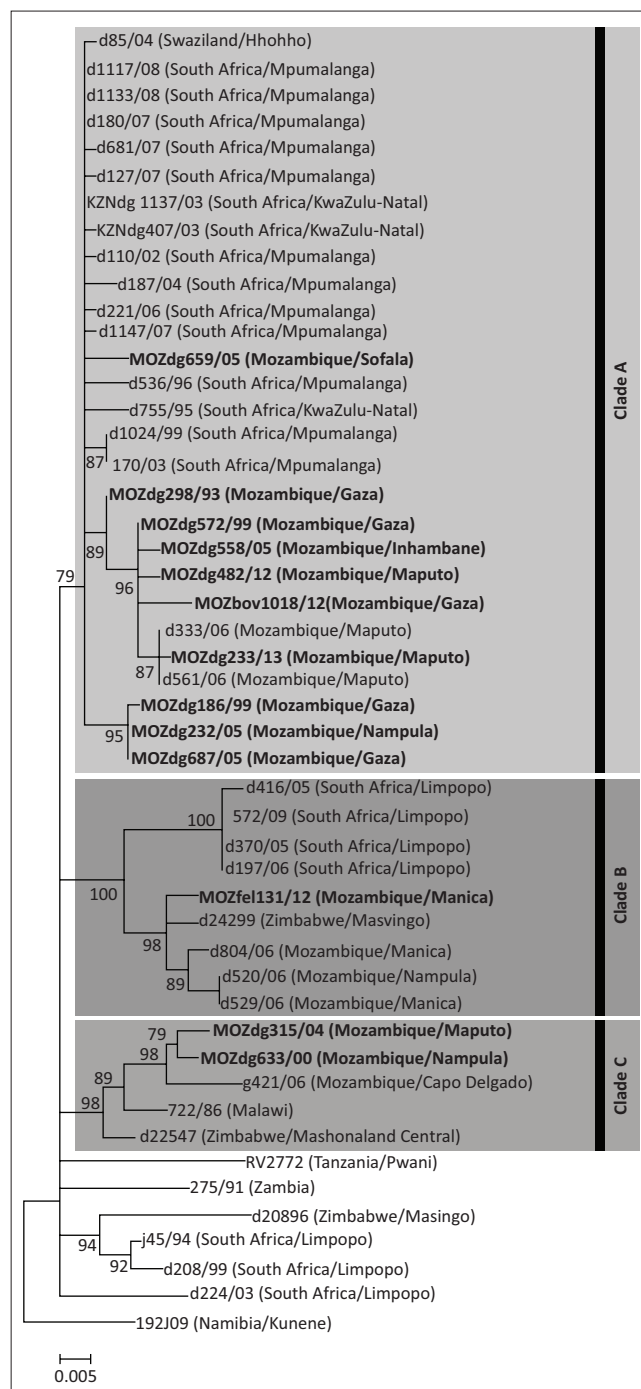 d85/04 (Swaziland/Hhohho)
d1117/08 (South Africa/Mpumalanga)
d1133/08 (South Africa/Mpumalanga)
d180/07 (South Africa/Mpumalanga)
d681/07 (South Africa/Mpumalanga)
d127/07 (South Africa/Mpumalanga)
KZNdg 1137/03 (South Africa/KwaZulu-Natal)
KZNdg407/03 (South Africa/KwaZulu-Natal)
d110/02 (South Africa/Mpumalanga)
d187/04 (South Africa/Mpumalanga)
d221/06 (South Africa/Mpumalanga)
d1147/07 (South Africa/Mpumalanga)
MOZdg659/05 (Mozambique/Sofala)
d536/96 (South Africa/Mpumalanga)
d755/95 (South Africa/KwaZulu-Natal)
d1024/99 (South Africa/Mpumalanga)
87
170/03 (South Africa/Mpumalanga)
MOZdg298/93 (Mozambique/Gaza)
MOZdg572/99 (Mozambique/Gaza)
89
MOZdg558/05 (Mozambique/Inhambane)
79
MOZdg482/12 (Mozambique/Maputo)
96
MOZbov1018/12(Mozambique/Gaza)
d333/06 (Mozambique/Maputo)
MOZdg233/13 (Mozambique/Maputo)
87
d561/06 (Mozambique/Maputo)
MOZdg186/99 (Mozambique/Gaza)
MOZdg232/05 (Mozambique/Nampula)
95
MOZdg687/05 (Mozambique/Gaza)
Clade A
d416/05 (South Africa/Limpopo)
572/09 (South Africa/Limpopo)
100
d370/05 (South Africa/Limpopo)
d197/06 (South Africa/Limpopo)
100
MOZfel131/12 (Mozambique/Manica)
d24299 (Zimbabwe/Masvingo)
98
d804/06 (Mozambique/Manica)
d520/06 (Mozambique/Nampula)
89
d529/06 (Mozambique/Manica)
Clade B
79
MOZdg315/04 (Mozambique/Maputo)
98
MOZdg633/00 (Mozambique/Nampula)
89
g421/06 (Mozambique/Capo Delgado)
98
722/86 (Malawi)
d22547 (Zimbabwe/Mashonaland Central)
Clade C
RV2772 (Tanzania/Pwani)
275/91 (Zambia)
d20896 (Zimbabwe/Masingo)
94
j45/94 (South Africa/Limpopo)
92
d208/99 (South Africa/Limpopo)
d224/03 (South Africa/Limpopo)
192J09 (Namibia/Kunene)
0.005